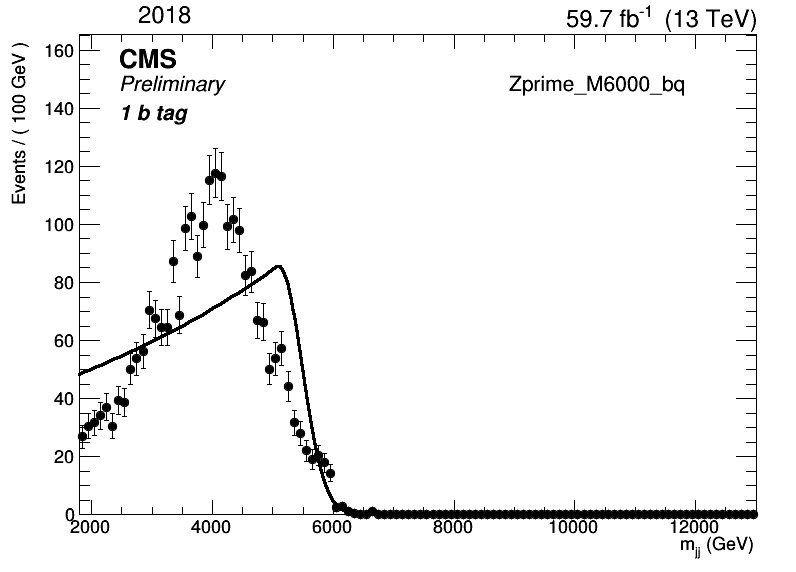 2018
59.7 fb⁻¹ (13 TeV)
CMS
Preliminary
1 b tag
Zprime_M6000_bq
Events / ( 100 GeV )
160
140
120
100
80
60
40
20
0
2000 4000 6000 8000 10000 12000
m_jj (GeV)